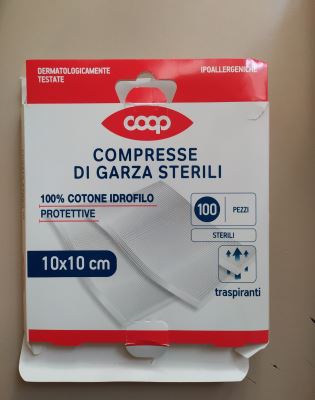 DERMATOLOGICAMENTE
TESTATE
IPOALLERGENICHE
coop
COMPRESSE
DI GARZA STERILI
100% COTONE IDROFILO
PROTETTIVE
100 PEZZI
STERILI
10x10 cm
traspiranti